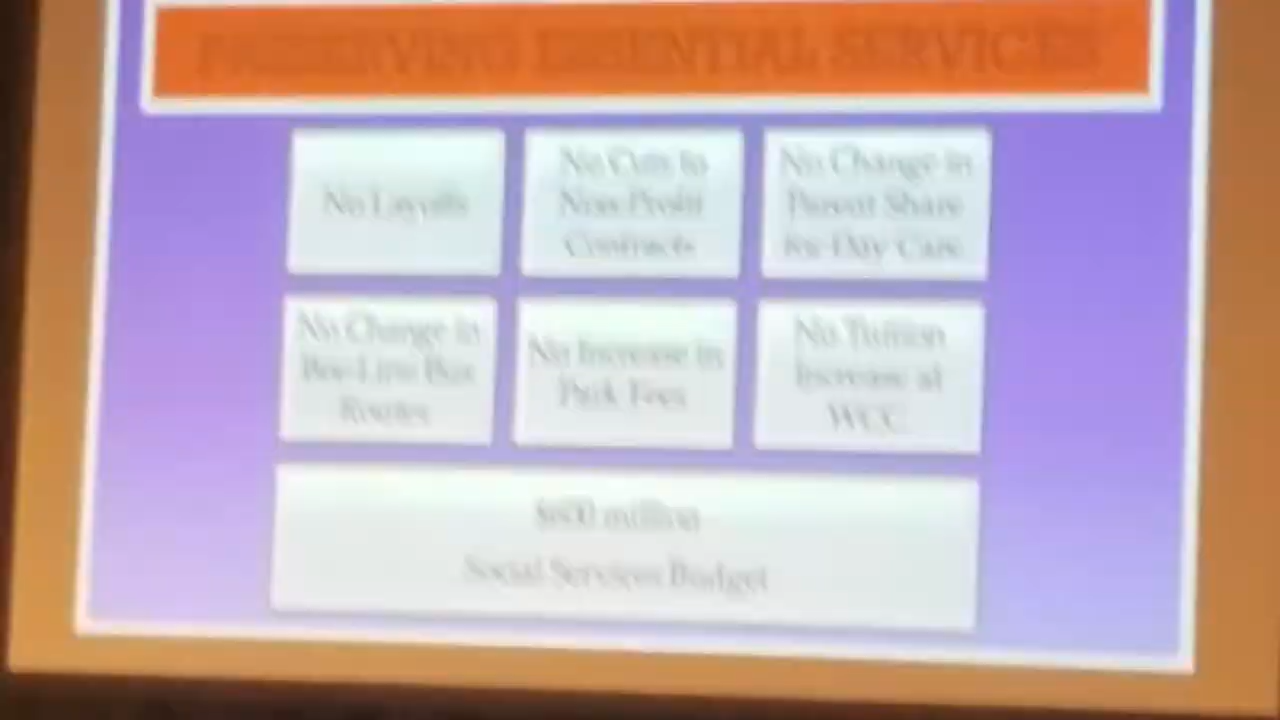 PRESERVING ESSENTIAL SERVICES
No Layoffs
No Cuts to
Non-Profit
Contracts
No Change in
Parent Share
for Day Care
No Change in
Bee-Line Bus
Routes
No Increase in
Park Fees
No Tuition
Increase at
WCC
$600 million
Social Services Budget